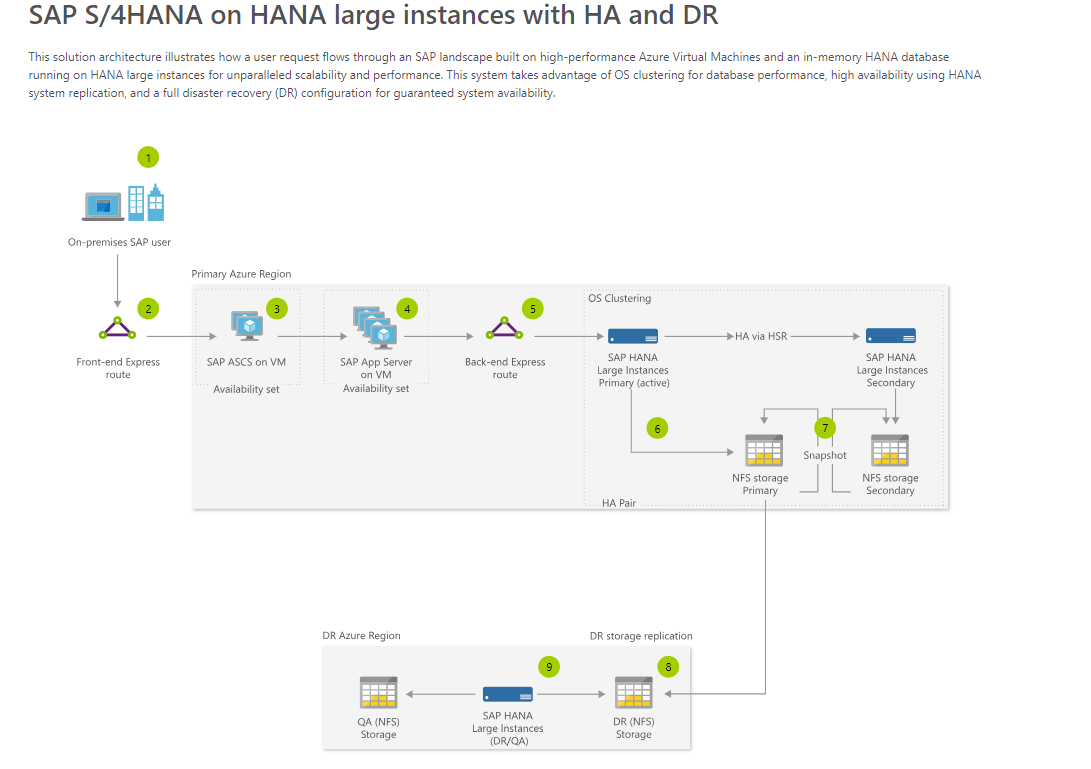 SAP S/4HANA on HANA large instances with HA and DR
This solution architecture illustrates how a user request flows through an SAP landscape built on high-performance Azure Virtual Machines and an in-memory HANA database
running on HANA large instances for unparalleled scalability and performance. This system takes advantage of OS clustering for database performance, high availability using HANA
system replication, and a full disaster recovery (DR) configuration for guaranteed system availability.
1
On-premises SAP user
Primary Azure Region
2
Front-end Express
route
3
SAP ASCS on VM
Availability set
4
SAP App Server
on VM
Availability set
5
Back-end Express
route
OS Clustering
SAP HANA
Large Instances
Primary (active)
HA via HSR
SAP HANA
Large Instances
Secondary
6
7
Snapshot
NFS storage
Primary
NFS storage
Secondary
HA Pair
DR Azure Region
DR storage replication
9
8
QA (NFS)
Storage
SAP HANA
Large Instances
(DR/QA)
DR (NFS)
Storage